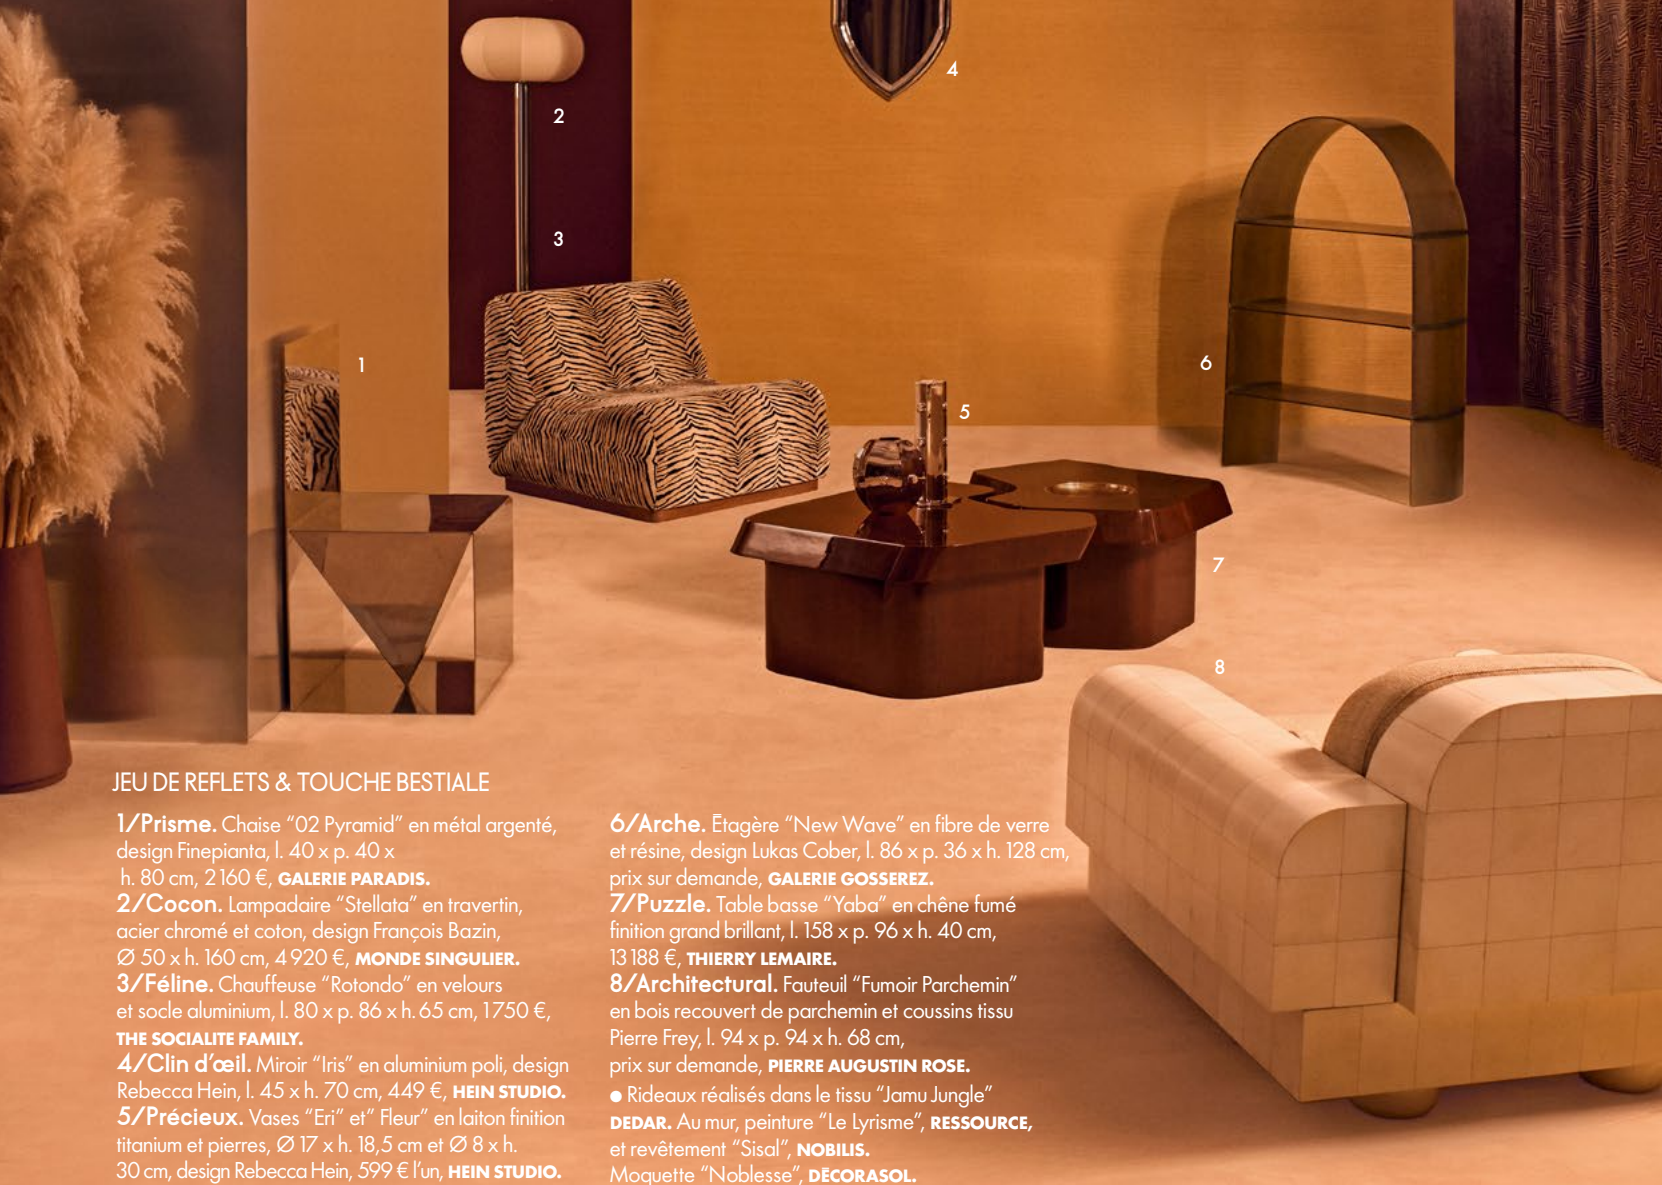 4
2
3
1
6
5
7
8
JEU DE REFLETS & TOUCHE BESTIALE
1/Prisme. Chaise “02 Pyramid” en métal argenté,
design Finepianta, l. 40 x p. 40 x
h. 80 cm, 2 160 €, GALERIE PARADIS.
2/Cocon. Lampadaire “Stellata” en travertin,
acier chromé et coton, design François Bazin,
Ø 50 x h. 160 cm, 4 920 €, MONDE SINGULIER.
3/Féline. Chauffeuse “Rotondo” en velours
et socle aluminium, l. 80 x p. 86 x h. 65 cm, 1 750 €,
THE SOCIALITE FAMILY.
4/Clin d’œil. Miroir “Iris” en aluminium poli, design
Rebecca Hein, l. 45 x h. 70 cm, 449 €, HEIN STUDIO.
5/Précieux. Vases “Eri” et” Fleur” en laiton finition
titanium et pierres, Ø 17 x h. 18,5 cm et Ø 8 x h.
30 cm, design Rebecca Hein, 599 € l’un, HEIN STUDIO.
6/Arche. Étagère “New Wave” en fibre de verre
et résine, design Lukas Cober, l. 86 x p. 36 x h. 128 cm,
prix sur demande, GALERIE GOSSEREZ.
7/Puzzle. Table basse “Yaba” en chêne fumé
finition grand brillant, l. 158 x p. 96 x h. 40 cm,
13 188 €, THIERRY LEMAIRE.
8/Architectural. Fauteuil “Fumoir Parchemin”
en bois recouvert de parchemin et coussins tissu
Pierre Frey, l. 94 x p. 94 x h. 68 cm,
prix sur demande, PIERRE AUGUSTIN ROSE.
● Rideaux réalisés dans le tissu “Jamu Jungle”
DEDAR. Au mur, peinture “Le Lyrisme”, RESSOURCE,
et revêtement “Sisal”, NOBILIS.
Moquette “Noblesse”, DÉCORASOL.